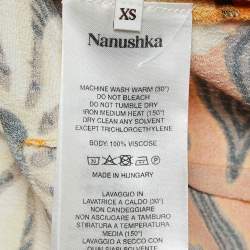 XS
Nanushka
MACHINE WASH WARM (30°)
DO NOT BLEACH
DO NOT TUMBLE DRY
IRON MEDIUM HEAT (150°)
DRY CLEAN ANY SOLVENT
EXCEPT TRICHLOROETHYLENE
BODY: 100% VISCOSE
MADE IN HUNGARY
LAVAGGIO IN
LAVATRICE A CALDO (30°)
NON CANDEGGIARE
NON ASCIUGARE A TAMBURO
STIRATURA A TEMPERATURA
MEDIA (150°)
LAVAGGIO A SECCO CON
QUALSIASI SOLVENTE